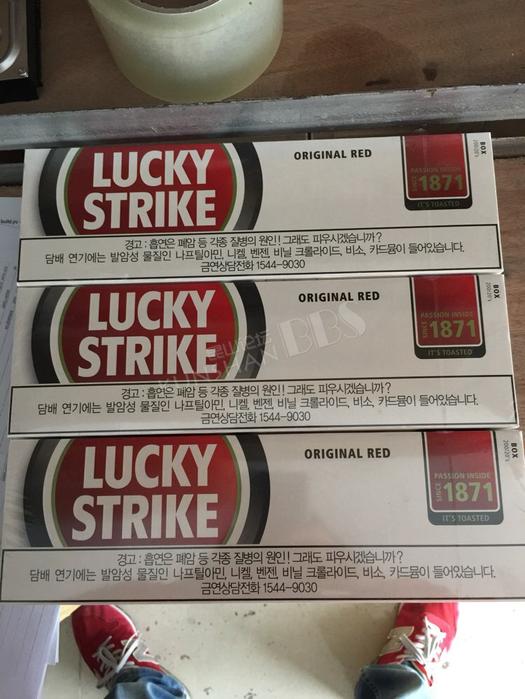 LUCKY
STRIKE
ORIGINAL RED
BOX
200/20's
PASSION INSIDE
SINCE 1871
IT'S TOASTED
경고 : 흡연은 폐암 등 각종 질병의 원인! 그래도 피우시겠습니까?
담배 연기에는 발암성 물질인 나프틸아민, 니켈, 벤젠, 비닐 크롤라이드, 비소, 카드뮴이 들어있습니다.
금연상담전화 1544-9030
LUCKY
STRIKE
ORIGINAL RED
BOX
200/20's
PASSION INSIDE
SINCE 1871
IT'S TOASTED
BBS
경고 : 흡연은 폐암 등 각종 질병의 원인! 그래도 피우시겠습니까?
담배 연기에는 발암성 물질인 나프틸아민, 니켈, 벤젠, 비닐 크롤라이드, 비소, 카드뮴이 들어있습니다.
금연상담전화 1544-9030
LUCKY
STRIKE
ORIGINAL RED
BOX
200/20's
PASSION INSIDE
SINCE 1871
IT'S TOASTED
경고 : 흡연은 폐암 등 각종 질병의 원인! 그래도 피우시겠습니까?
담배 연기에는 발암성 물질인 나프틸아민, 니켈, 벤젠, 비닐 크롤라이드, 비소, 카드뮴이 들어있습니다.
금연상담전화 1544-9030